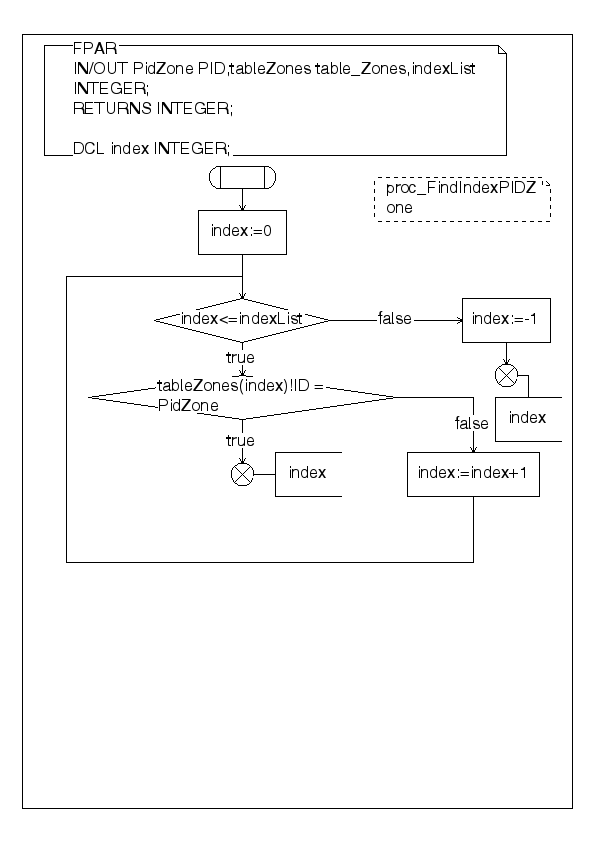 FPAR
IN/OUT PidZone PID,tableZones table_Zones,indexList
INTEGER;
RETURNS INTEGER;
DCL index INTEGER;
proc_FindIndexPIDZ
one
index:=0
index<=indexList
false
index:=-1
true
tableZones(index)!ID =
PidZone
index
false
true
index
index:=index+1